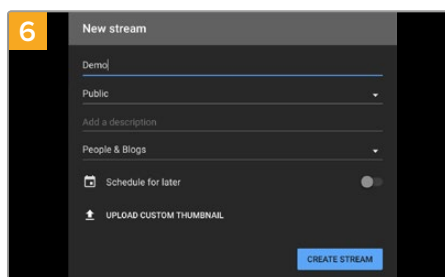 6
New stream
Demo
Public
Add a description
People & Blogs
Schedule for later
UPLOAD CUSTOM THUMBNAIL
CREATE STREAM